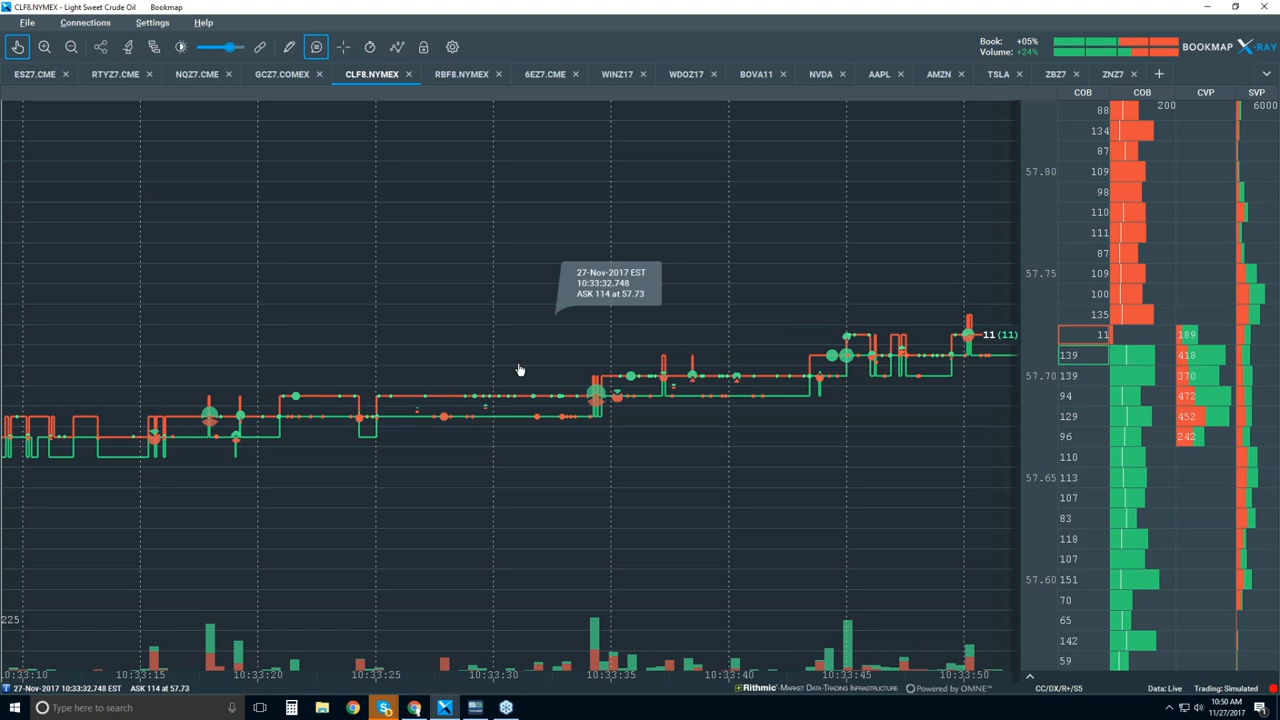 CLF8.NYMEX - Light Sweet Crude Oil Bookmap
File Connections Settings Help
Book: +05%
Volume: +24%
BOOKMAP X-RAY
ESZ7.CME RTYZ7.CME NQZ7.CME GCZ7.COMEX CLF8.NYMEX RBF8.NYMEX 6EZ7.CME WINZ17 WDOZ17 BOVA11 NVDA AAPL AMZN TSLA ZBZ7 ZNZ7
COB COB CVP SVP
88 200 6000
134
87
57.80 109
98
110
111
87
57.75 109
100
135
11 (11) 11 189
139 418
57.70 139 370
94 472
129 452
96 242
110
57.65 113
107
83
118
107
57.60 151
70
65
142
59
27-Nov-2017 EST
10:33:32.748
ASK 114 at 57.73
225
10:33:10 10:33:15 10:33:20 10:33:25 10:33:30 10:33:35 10:33:40 10:33:45 10:33:50
27-Nov-2017 10:33:32.748 EST ASK 114 at 57.73
Rithmic - Market Data-Trading Infrastructure Powered by OMNE™
CC/DX/R+/S5 Data: Live Trading: Simulated
Type here to search
10:50 AM
11/27/2017